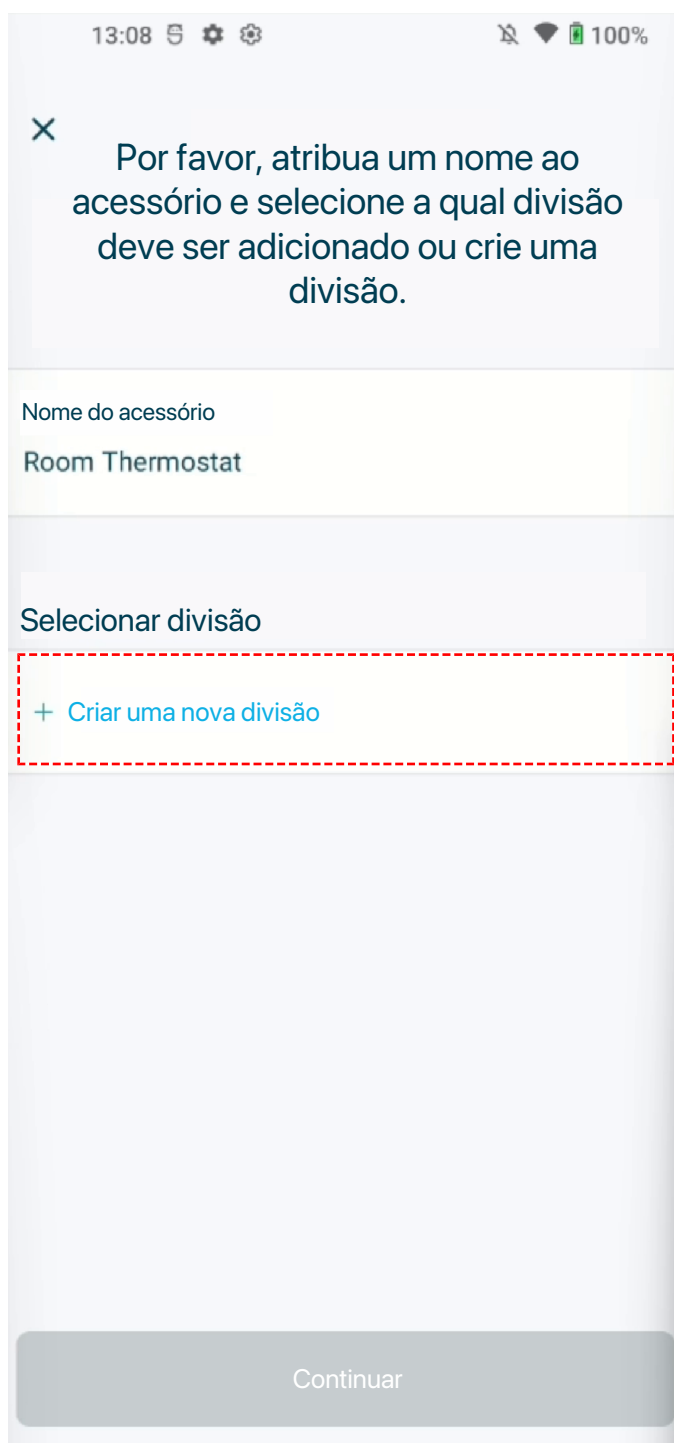 13:08 100%
Por favor, atribua um nome ao
acessório e selecione a qual divisão
deve ser adicionado ou crie uma
divisão.
Nome do acessório
Room Thermostat
Selecionar divisão
+ Criar uma nova divisão
Continuar